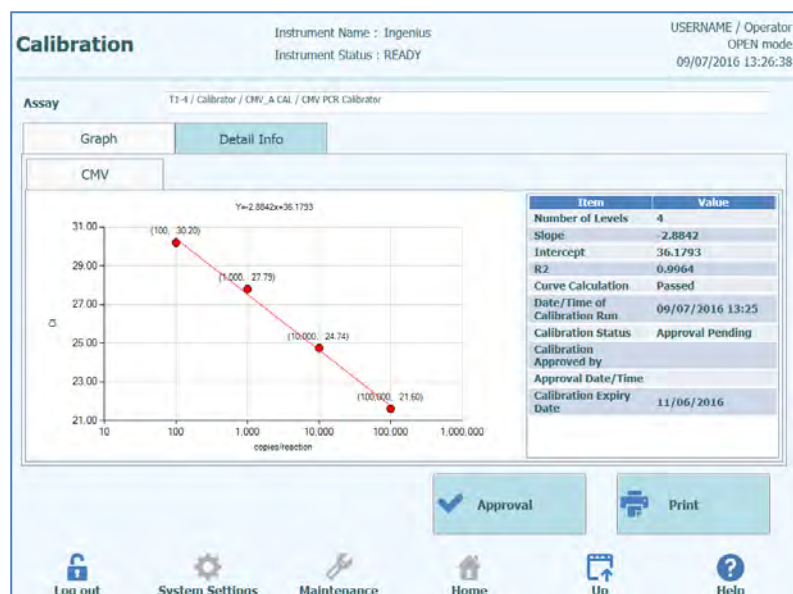 Calibration
Instrument Name : Ingenius
Instrument Status : READY
USERNAME / Operator
OPEN mode
09/07/2016 13:26:38
Assay
T1-4 / Calibrator / CMV_A CAL / CMV PCR Calibrator
Graph
Detail Info
CMV
Y=-2.8842x+36.1793
31.00
29.00
27.00
25.00
23.00
21.00
Ct
(100, 30.20)
(1.000, 27.79)
(10.000, 24.74)
(100.000, 21.60)
10
100
1.000
10.000
100.000
1.000.000
copies/reaction
Item Value
Number of Levels 4
Slope -2.8842
Intercept 36.1793
R2 0.9964
Curve Calculation Passed
Date/Time of
Calibration Run 09/07/2016 13:25
Calibration Status Approval Pending
Calibration
Approved by
Approval Date/Time
Calibration Expiry
Date 11/06/2016
Approval
Print
Log out
System Settings
Maintenance
Home
Up
Help